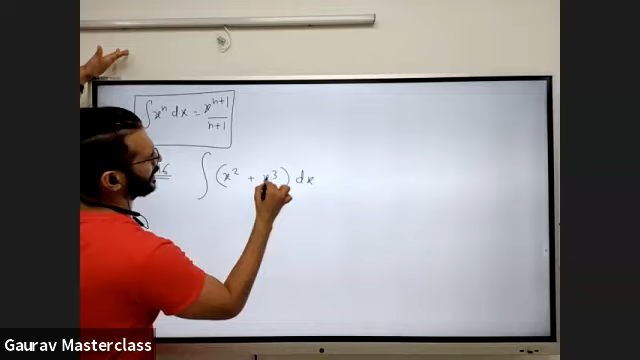 ∫xⁿ dx = xⁿ⁺¹/n+1
∫(x² + x³) dx
Gaurav Masterclass